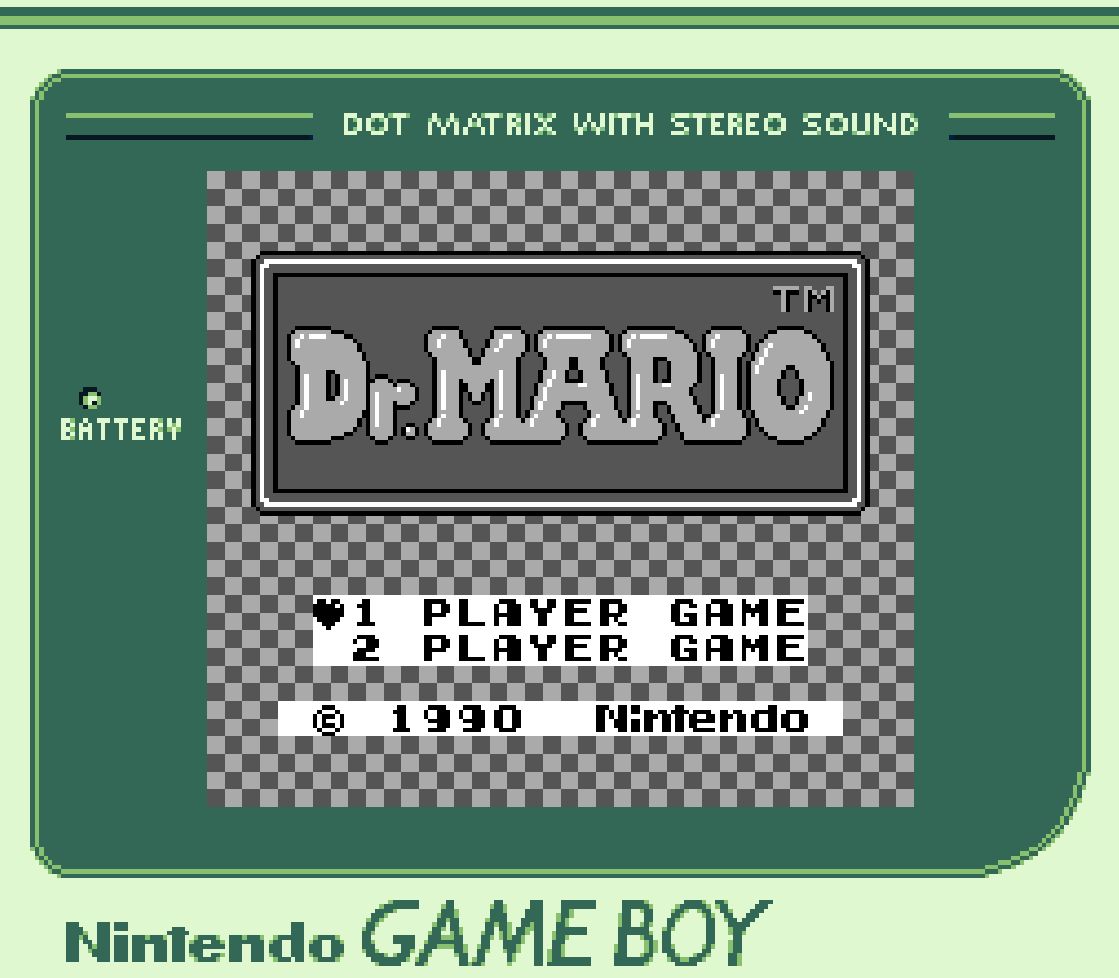 DOT MATRIX WITH STEREO SOUND
TM
Dr. MARIO
BATTERY
1 PLAYER GAME
2 PLAYER GAME
© 1990 Nintendo
Nintendo GAME BOY